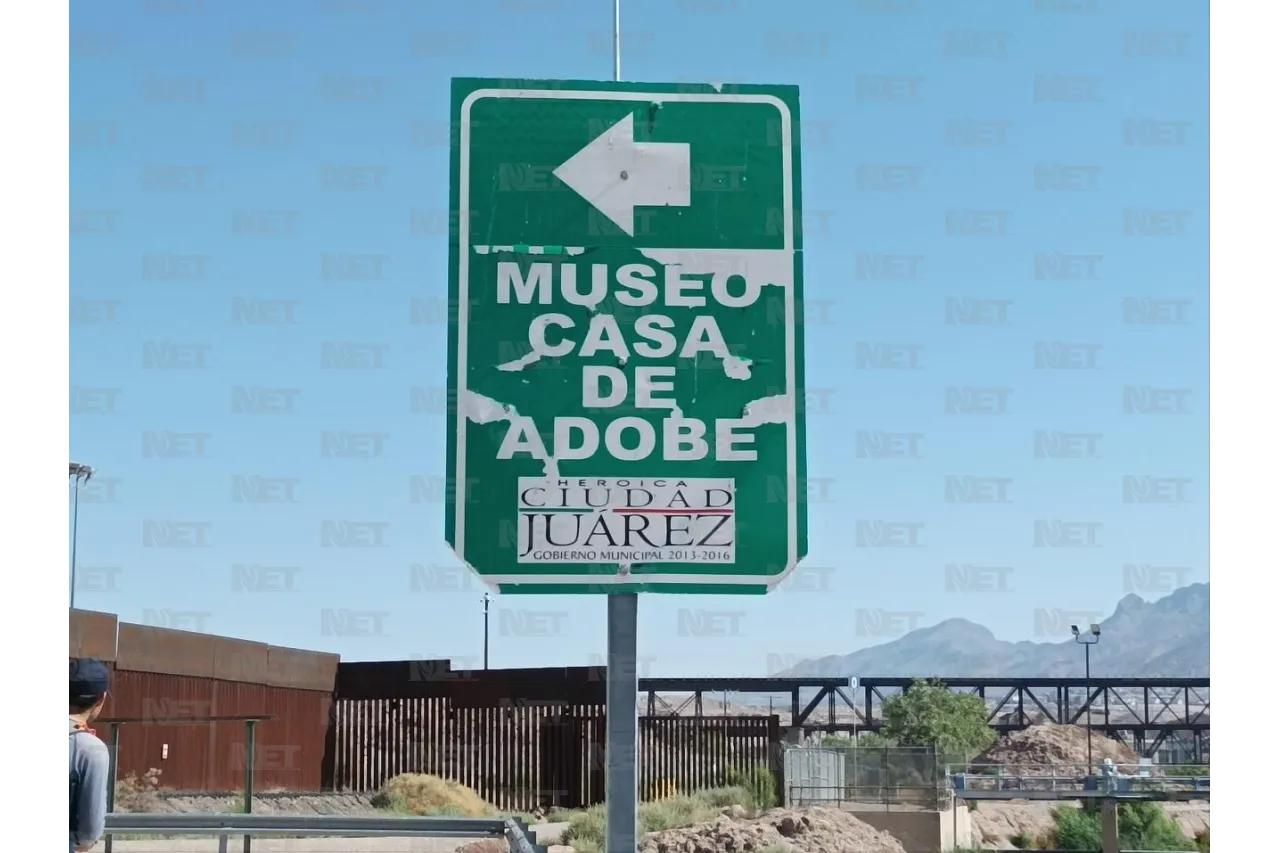 MUSEO
CASA
DE
ADOBE
HEROICA
CIUDAD
JUÁREZ
GOBIERNO MUNICIPAL 2013-2016
NET